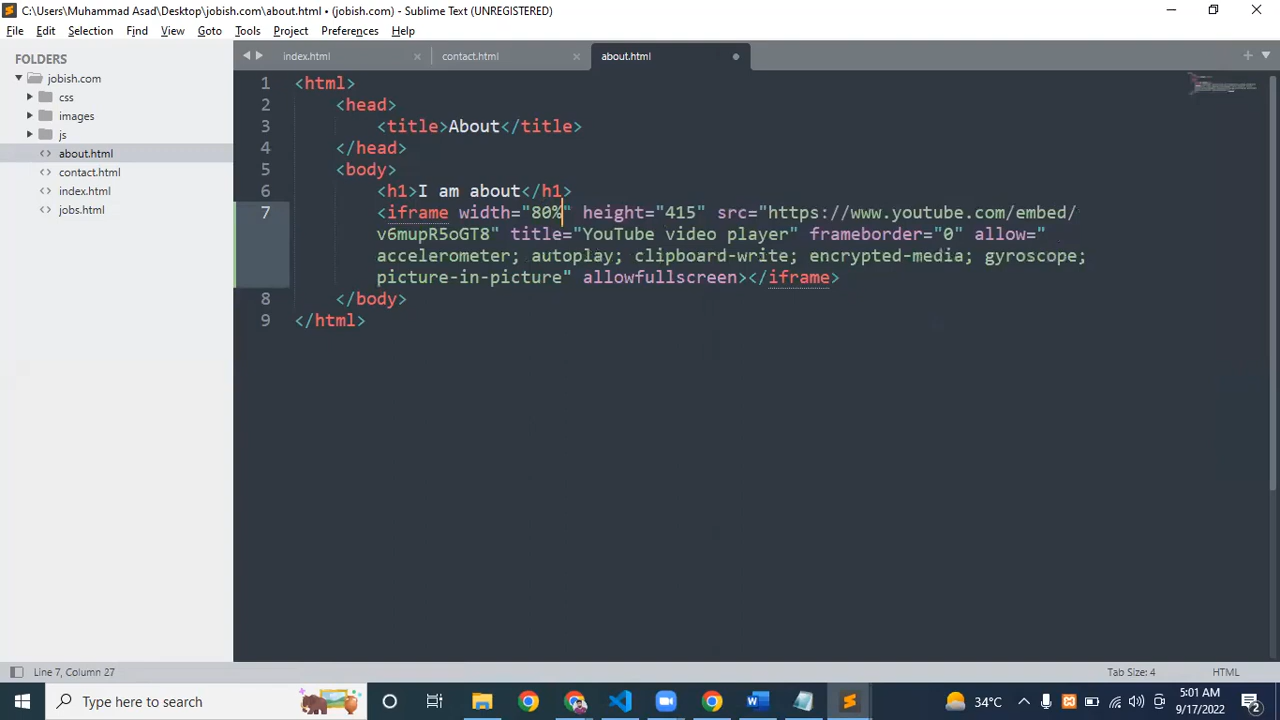 C:\Users\Muhammad Asad\Desktop\jobish.com\about.html • (jobish.com) - Sublime Text (UNREGISTERED)
File Edit Selection Find View Goto Tools Project Preferences Help
FOLDERS
jobish.com
css
images
js
about.html
contact.html
index.html
jobs.html
index.html contact.html about.html
1 <html>
2 <head>
3 <title>About</title>
4 </head>
5 <body>
6 <h1>I am about</h1>
7 <iframe width="80%" height="415" src="https://www.youtube.com/embed/
v6mupR5oGT8" title="YouTube video player" frameborder="0" allow="
accelerometer; autoplay; clipboard-write; encrypted-media; gyroscope;
picture-in-picture" allowfullscreen></iframe>
8 </body>
9 </html>
Line 7, Column 27 Tab Size: 4 HTML
Type here to search 34°C 5:01 AM
9/17/2022 2